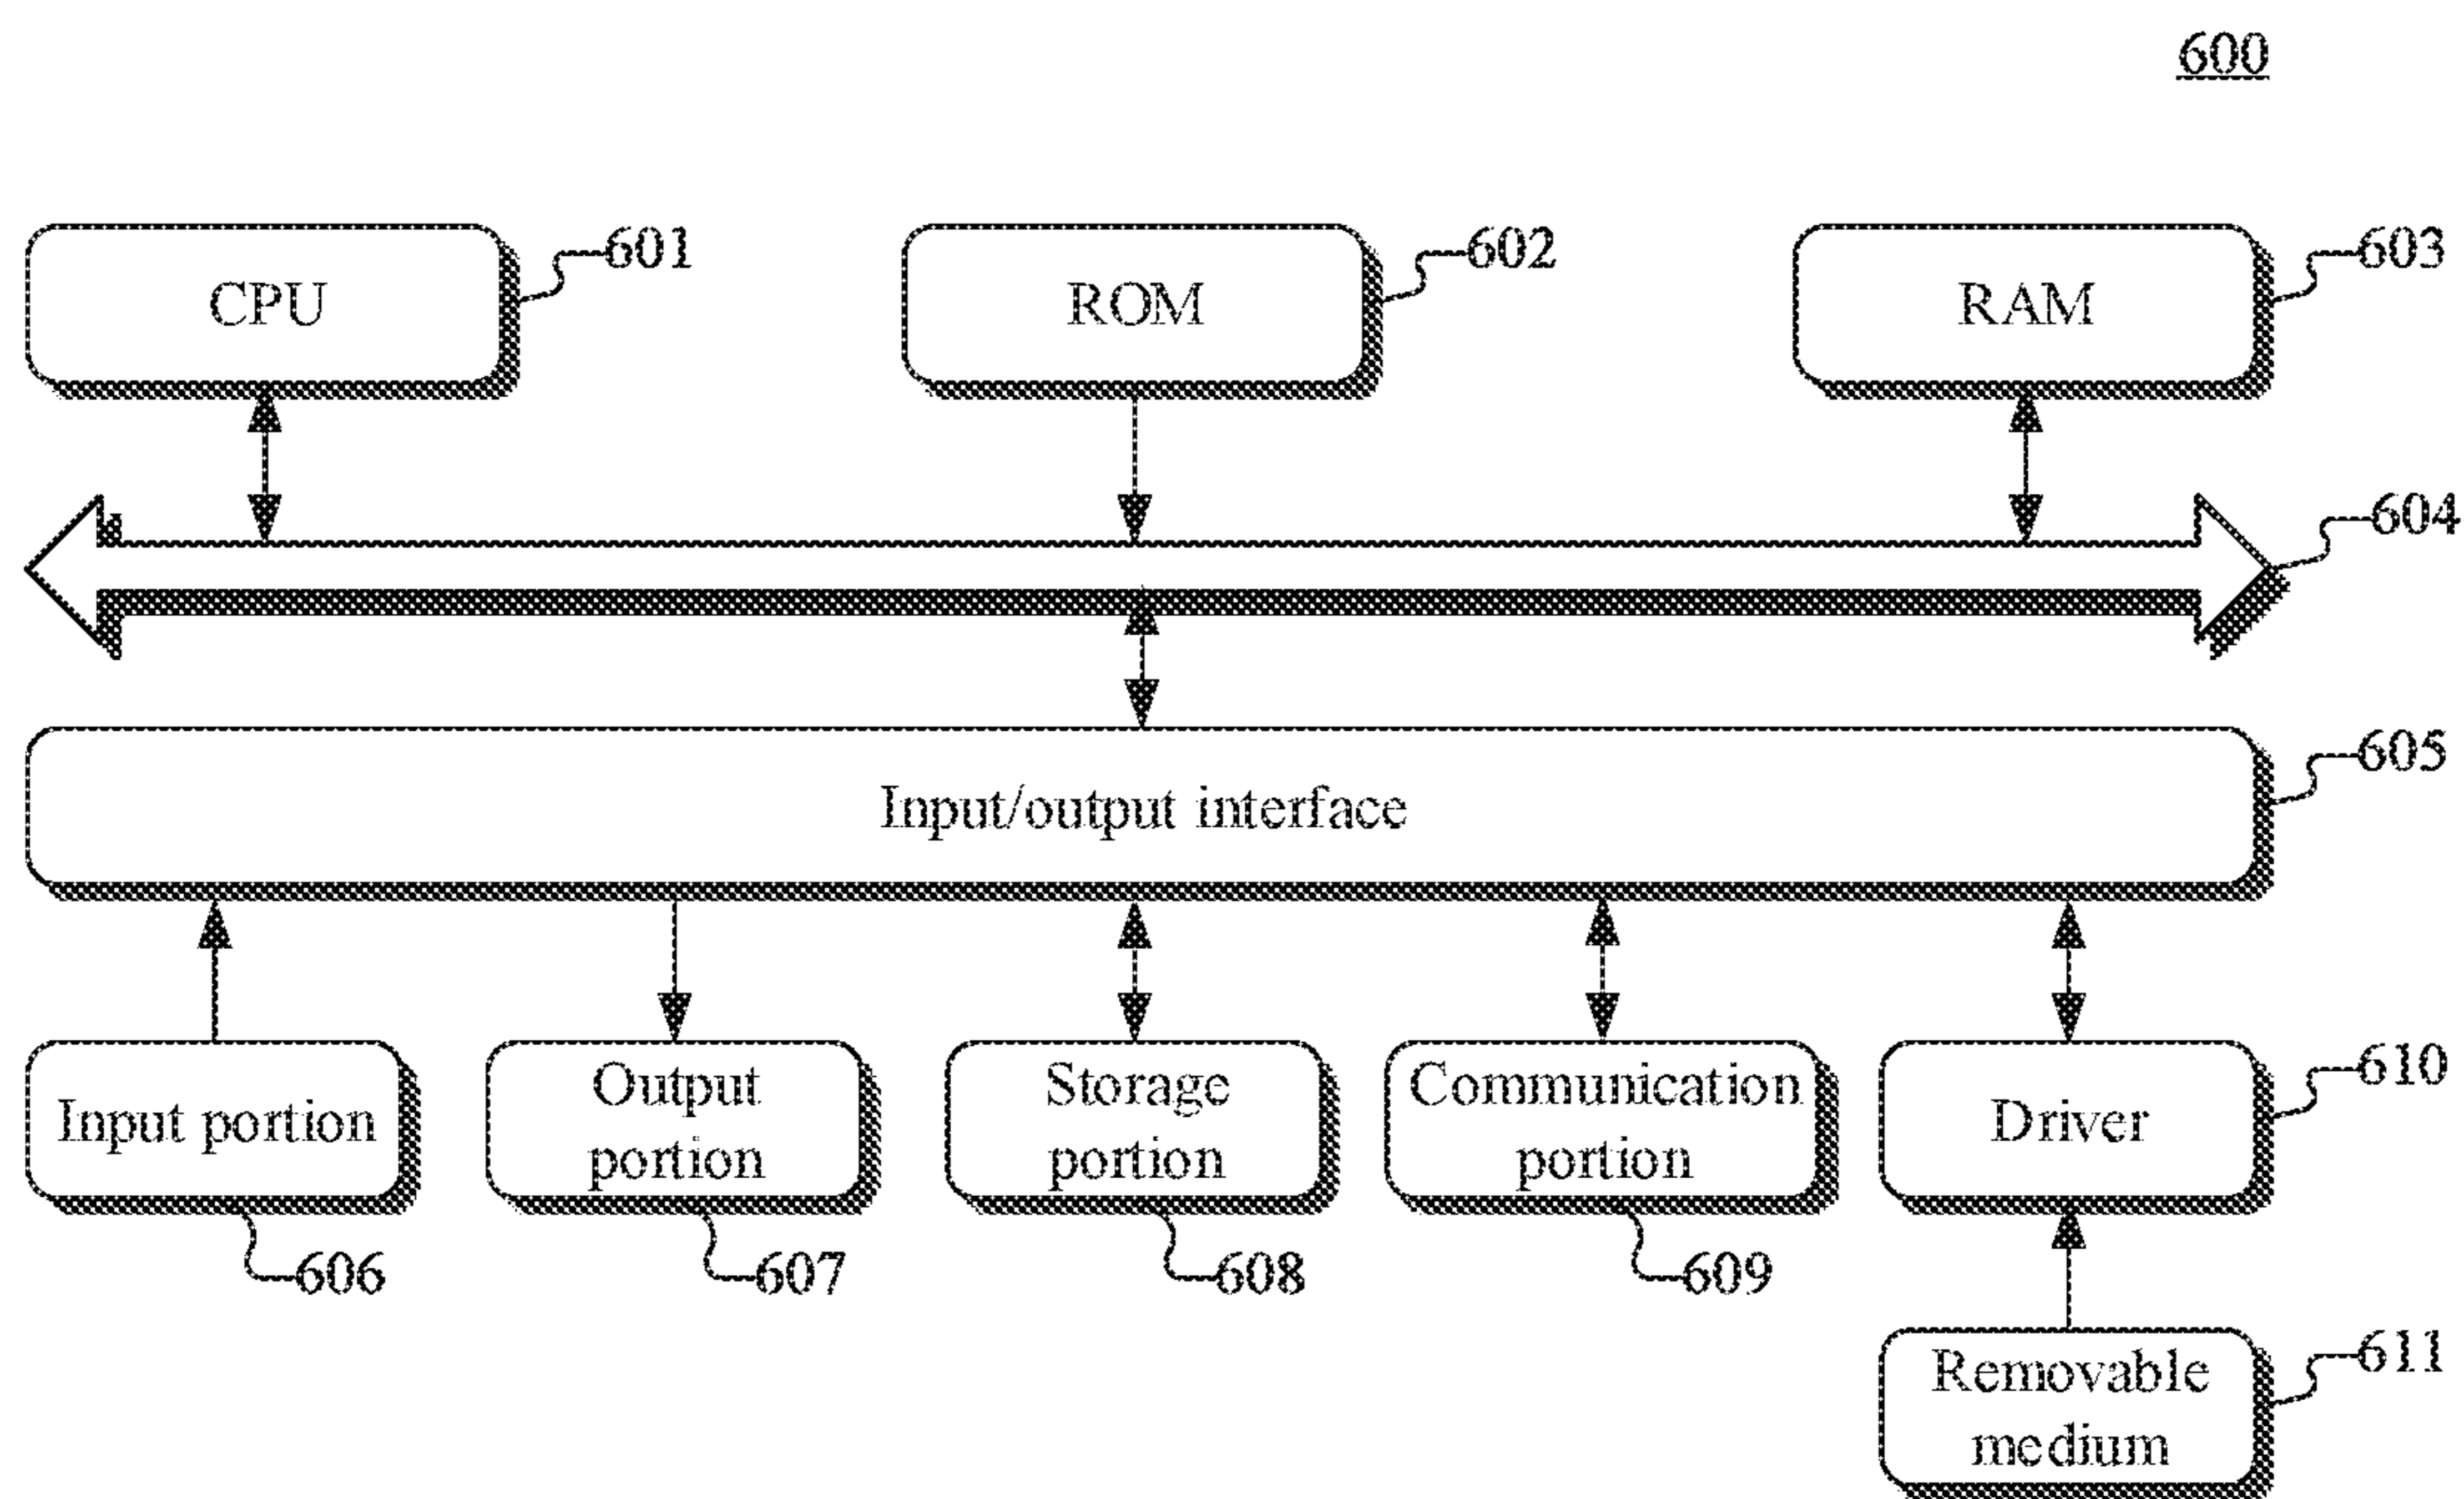 600
CPU
601
ROM
602
RAM
603
604
Input/output interface
605
Input portion
606
Output
portion
607
Storage
portion
608
Communication
portion
609
Driver
610
Removable
medium
611